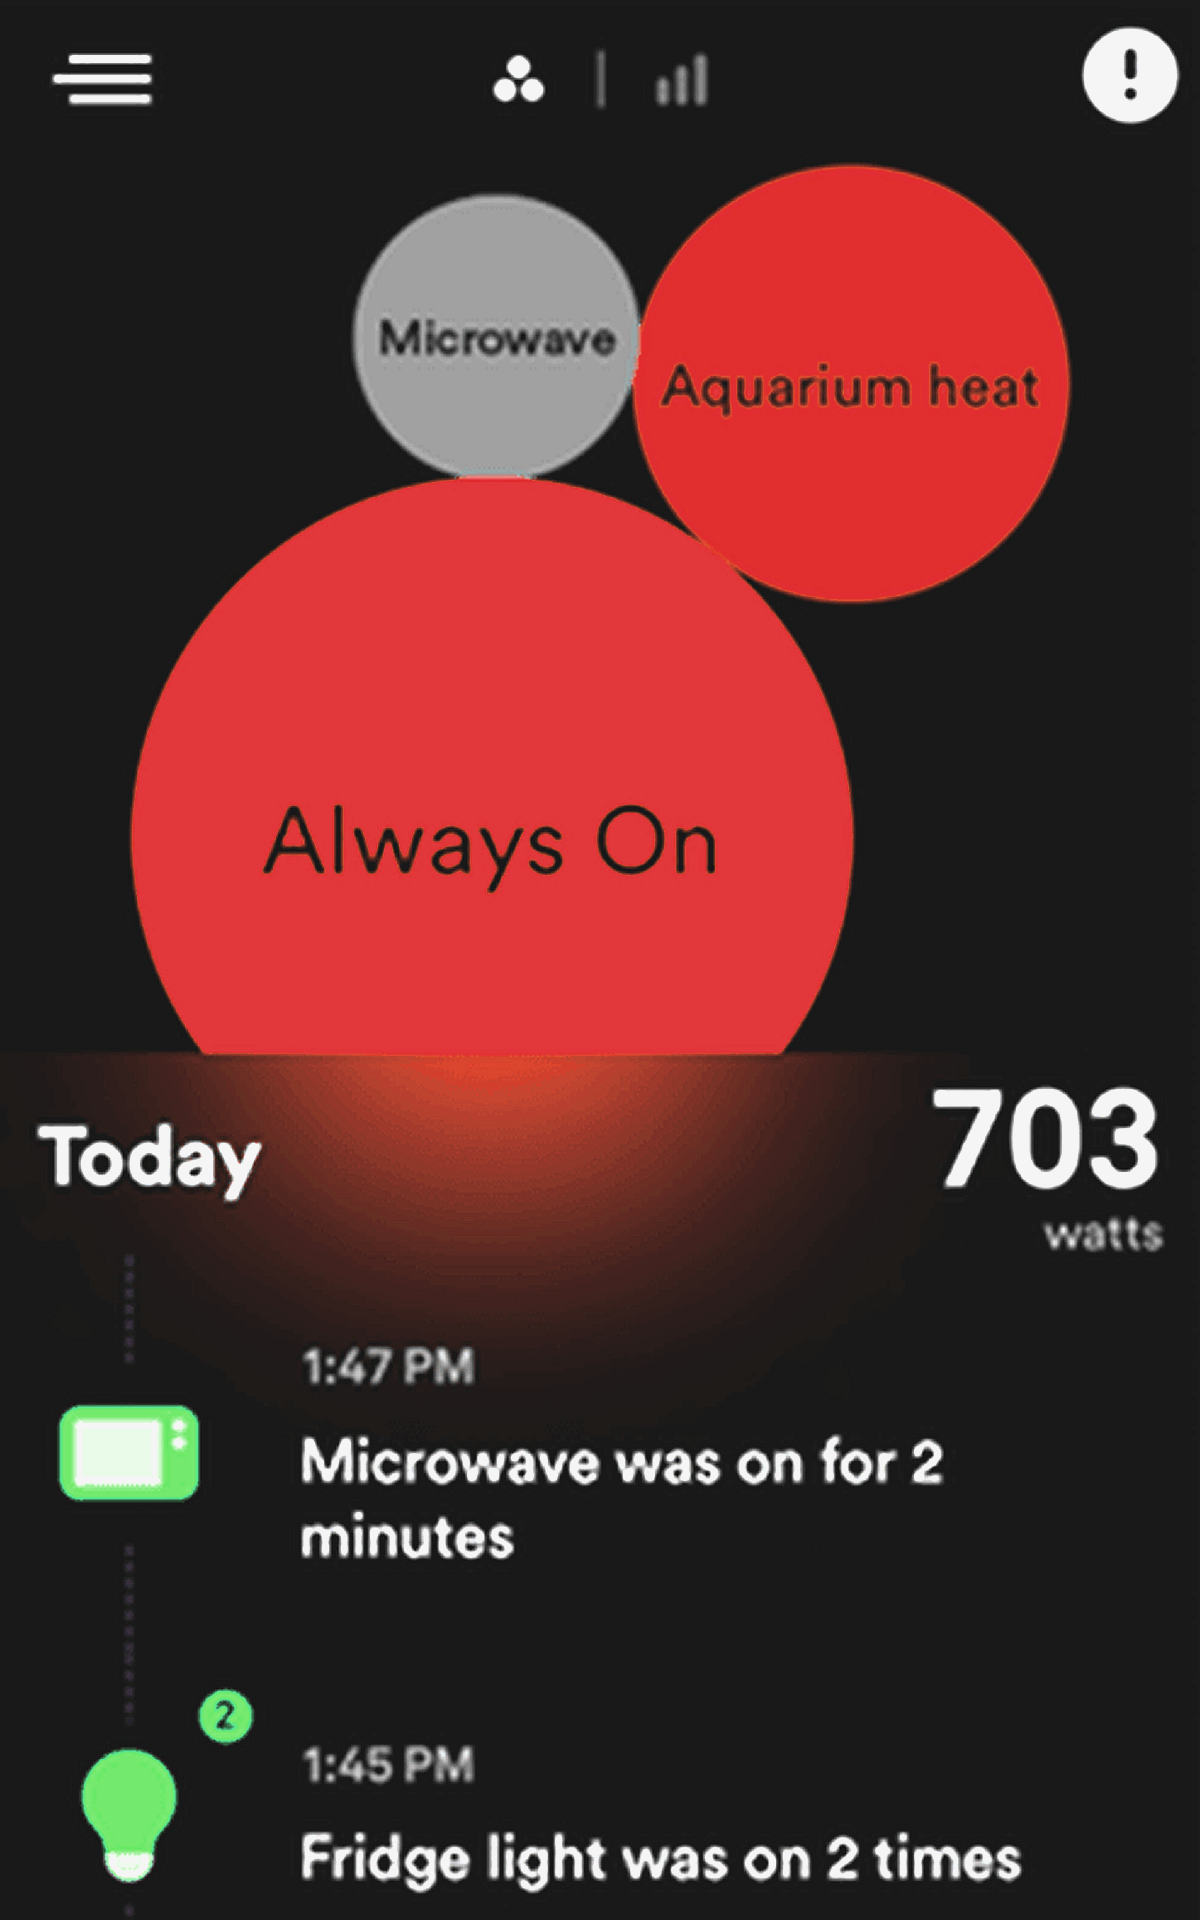 Microwave
Aquarium heat
Always On
Today
703
watts
1:47 PM
Microwave was on for 2
minutes
2
1:45 PM
Fridge light was on 2 times